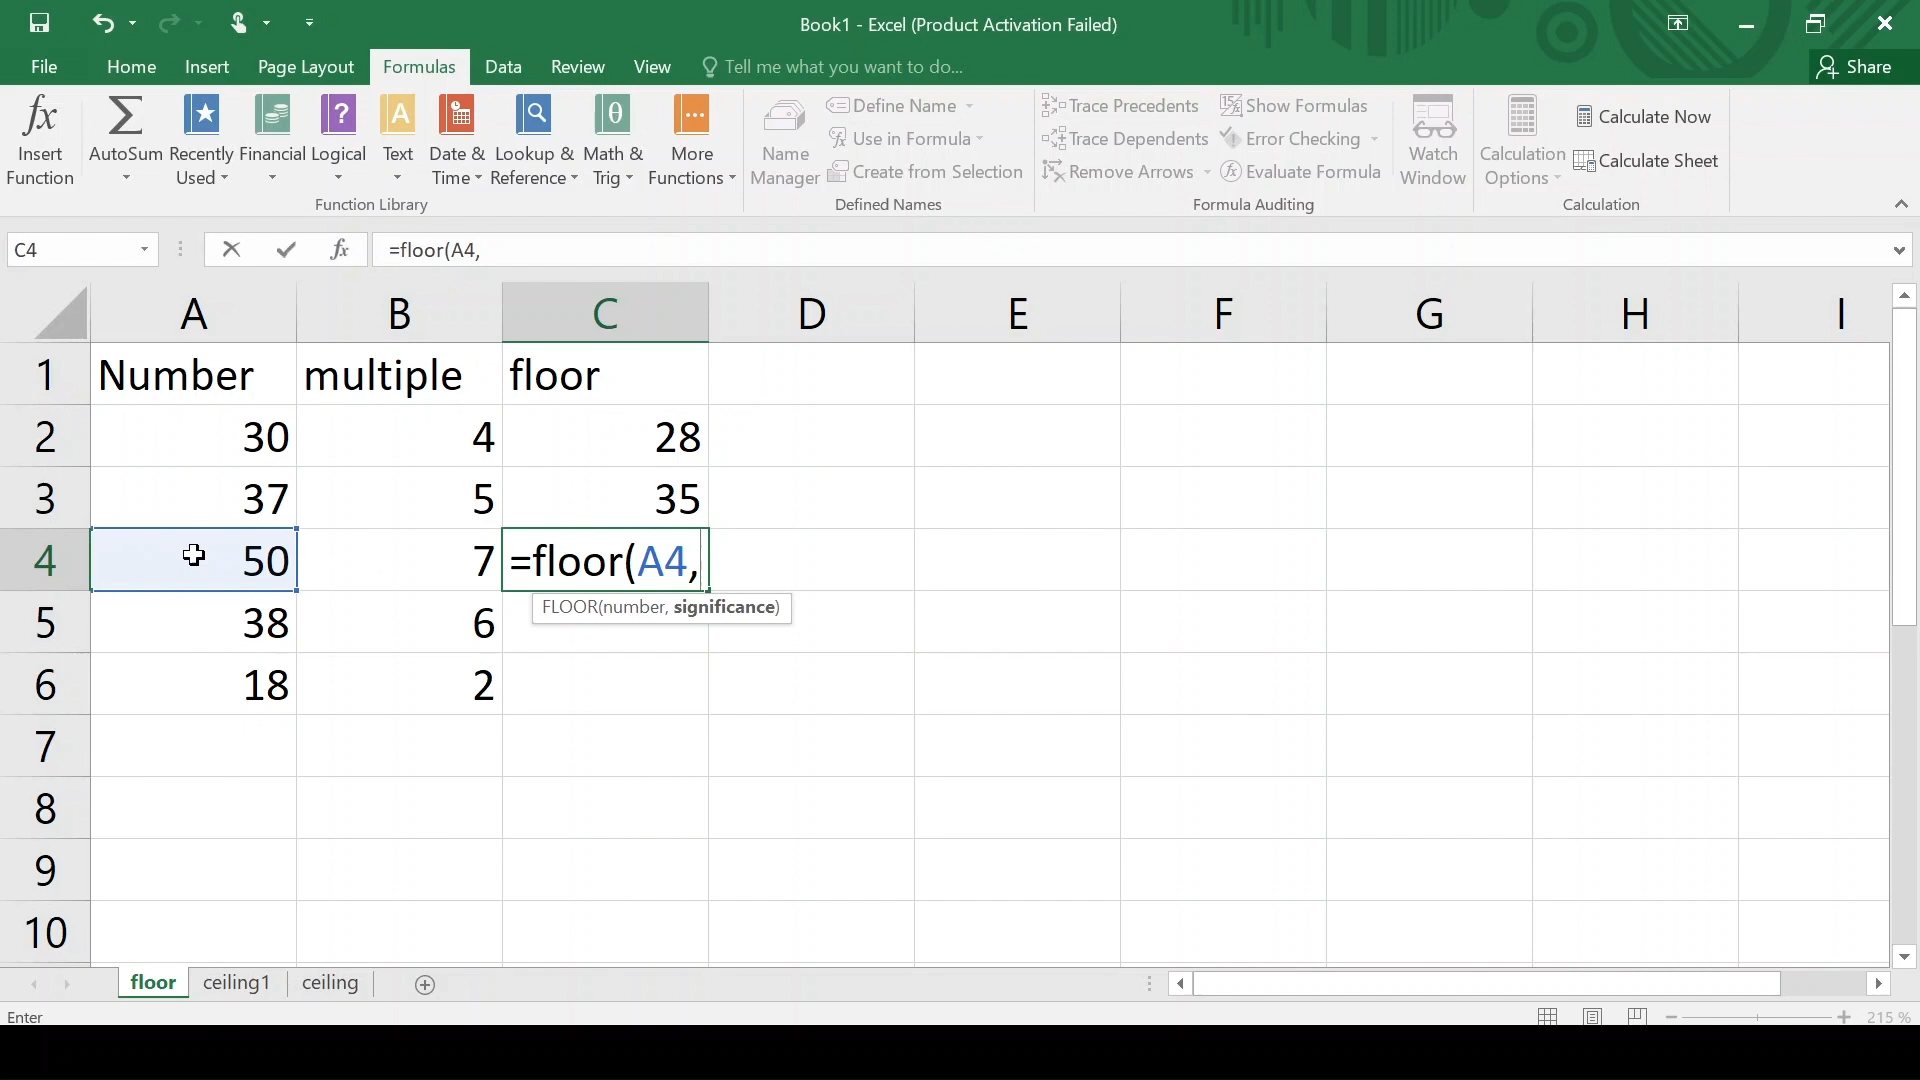 Book1 - Excel (Product Activation Failed)
File Home Insert Page Layout Formulas Data Review View Tell me what you want to do... Share
fx Σ ? A θ
Insert Function
AutoSum
Recently Used
Financial
Logical
Text
Date & Time
Lookup & Reference
Math & Trig
More Functions
Function Library
Name Manager
Define Name
Use in Formula
Create from Selection
Defined Names
Trace Precedents
Trace Dependents
Remove Arrows
Show Formulas
Error Checking
Evaluate Formula
Formula Auditing
Watch Window
Calculation Options
Calculate Now
Calculate Sheet
Calculation
C4 fx =floor(A4,
A B C D E F G H I
1 Number multiple floor
2 30 4 28
3 37 5 35
4 50 7 =floor(A4,
FLOOR(number, significance)
5 38 6
6 18 2
7
8
9
10
floor ceiling1 ceiling
Enter 215 %